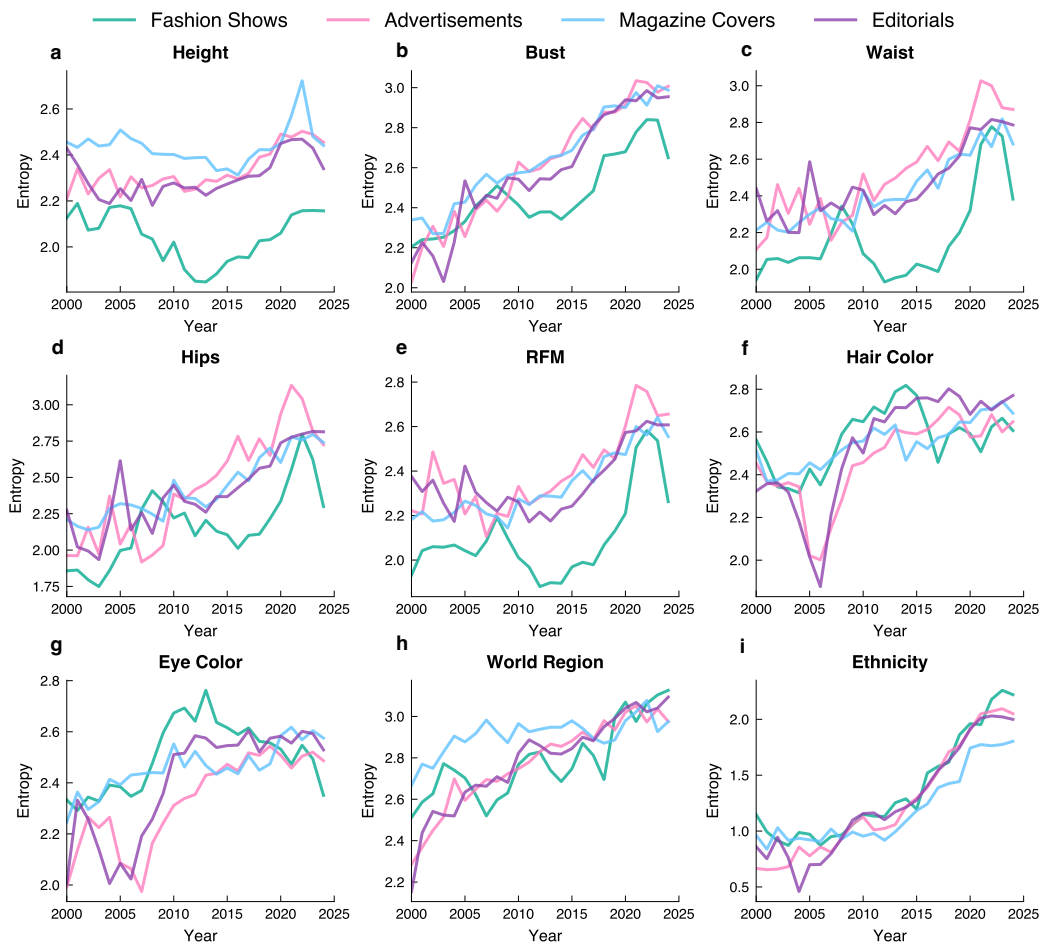 Fashion Shows Advertisements Magazine Covers Editorials
a Height
b Bust
c Waist
Entropy
2.6
2.4
2.2
2.0
2000 2005 2010 2015 2020 2025
Year
Entropy
3.0
2.8
2.6
2.4
2.2
2.0
2000 2005 2010 2015 2020 2025
Year
Entropy
3.0
2.8
2.6
2.4
2.2
2.0
2000 2005 2010 2015 2020 2025
Year
d Hips
e RFM
f Hair Color
Entropy
3.00
2.75
2.50
2.25
2.00
1.75
2000 2005 2010 2015 2020 2025
Year
Entropy
2.8
2.6
2.4
2.2
2.0
2000 2005 2010 2015 2020 2025
Year
Entropy
2.8
2.6
2.4
2.2
2.0
2000 2005 2010 2015 2020 2025
Year
g Eye Color
h World Region
i Ethnicity
Entropy
2.8
2.6
2.4
2.2
2.0
2000 2005 2010 2015 2020 2025
Year
Entropy
3.0
2.8
2.6
2.4
2.2
2000 2005 2010 2015 2020 2025
Year
Entropy
2.0
1.5
1.0
0.5
2000 2005 2010 2015 2020 2025
Year